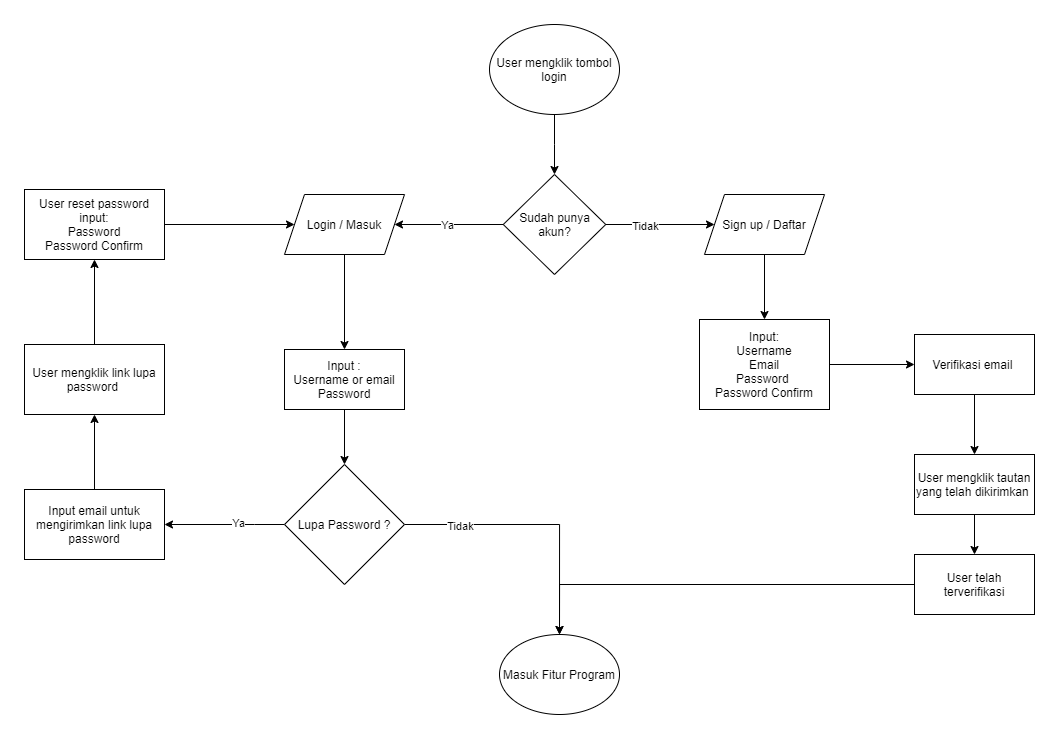 User mengklik tombol
login
User reset password
input:
Password
Password Confirm
Login / Masuk
Ya
Sudah punya
akun?
Tidak
Sign up / Daftar
User mengklik link lupa
password
Input :
Username or email
Password
Input:
Username
Email
Password
Password Confirm
Verifikasi email
Input email untuk
mengirimkan link lupa
password
Ya
Lupa Password ?
Tidak
User mengklik tautan
yang telah dikirimkan
User telah
terverifikasi
Masuk Fitur Program